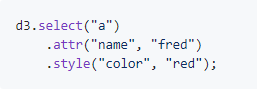 d3.select("a")
    .attr("name", "fred")
    .style("color", "red");